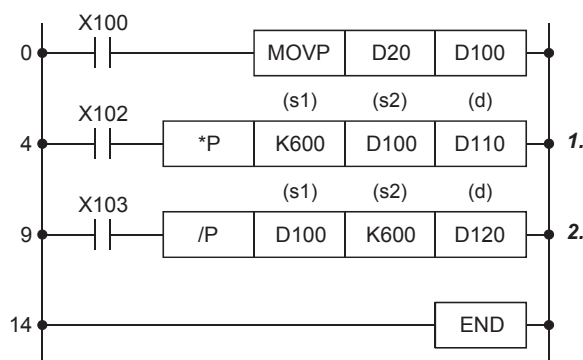 X100
0 MOVP D20 D100
X102 (s1) (s2) (d)
4 *P K600 D100 D110 1.
X103 (s1) (s2) (d)
9 /P D100 K600 D120 2.
14 END